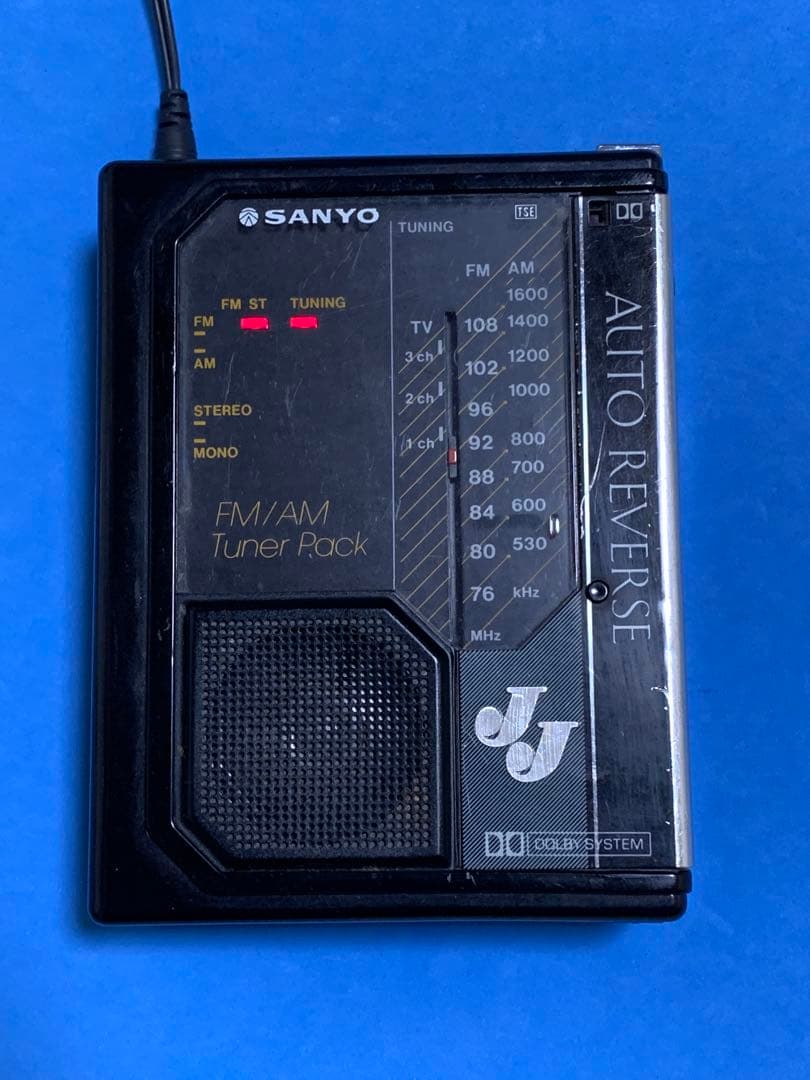 SANYO
TUNING
TSE
FM ST TUNING
FM
AM
STEREO
MONO
FM/AM
Tuner Pack
TV
3 ch
2 ch
1 ch
FM AM
1600
108 1400
1200
102
1000
96
92 800
700
88
84 600
80 530
76 kHz
MHz
AUTO REVERSE
JJ
DOLBY SYSTEM